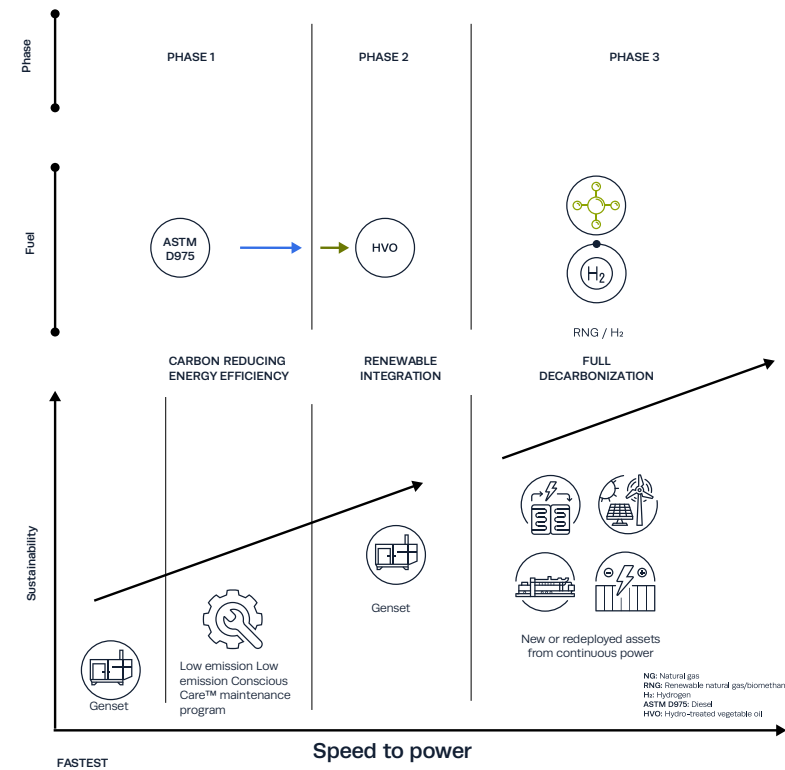 Phase
PHASE 1
PHASE 2
PHASE 3
Fuel
ASTM
D975
HVO
H₂
RNG / H₂
CARBON REDUCING
ENERGY EFFICIENCY
RENEWABLE
INTEGRATION
FULL
DECARBONIZATION
Sustainability
Genset
Low emission Low
emission Conscious
Care™ maintenance
program
Genset
New or redeployed assets
from continuous power
NG: Natural gas
RNG: Renewable natural gas/biomethan
H₂: Hydrogen
ASTM D975: Diesel
HVO: Hydro-treated vegetable oil
Speed to power
FASTEST